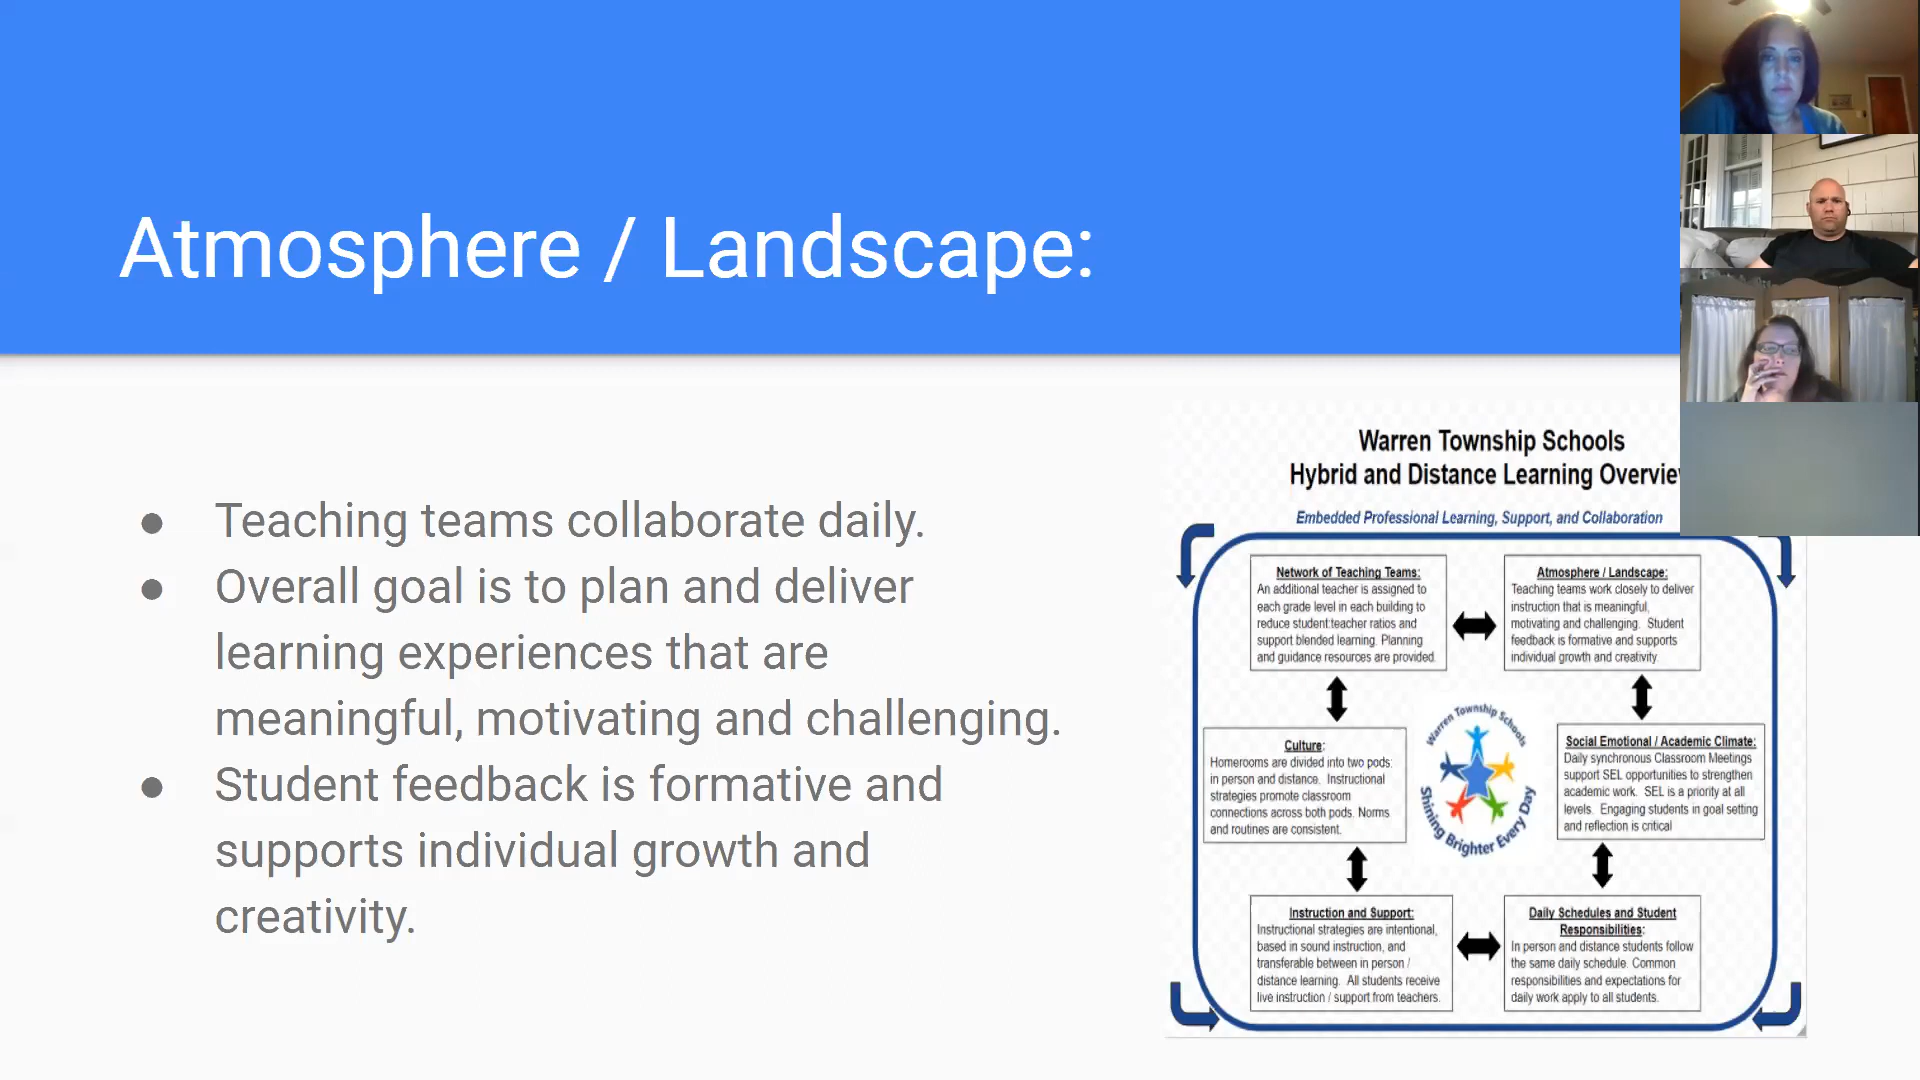 Atmosphere / Landscape:
● Teaching teams collaborate daily.
● Overall goal is to plan and deliver
learning experiences that are
meaningful, motivating and challenging.
● Student feedback is formative and
supports individual growth and
creativity.
Warren Township Schools
Hybrid and Distance Learning Overvie
Embedded Professional Learning, Support, and Collaboration
Network of Teaching Teams:
An additional teacher is assigned to
each grade level in each building to
reduce student:teacher ratios and
support blended learning. Planning
and guidance resources are provided.
Atmosphere / Landscape:
Teaching teams work closely to deliver
instruction that is meaningful,
motivating and challenging. Student
feedback is formative and supports
individual growth and creativity.
Culture:
Homerooms are divided into two pods:
in person and distance. Instructional
strategies promote classroom
connections across both pods. Norms
and routines are consistent.
Warren Township Schools
Shining Brighter Every Day
Social Emotional / Academic Climate:
Daily synchronous Classroom Meetings
support SEL opportunities to strengthen
academic work. SEL is a priority at all
levels. Engaging students in goal setting
and reflection is critical
Instruction and Support:
Instructional strategies are intentional,
based in sound instruction, and
transferable between in person /
distance learning. All students receive
live instruction / support from teachers.
Daily Schedules and Student
Responsibilities:
In person and distance students follow
the same daily schedule. Common
responsibilities and expectations for
daily work apply to all students.